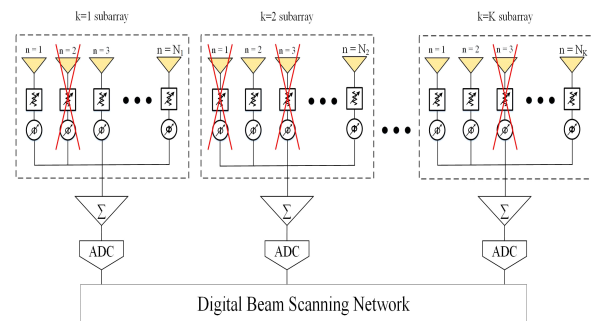 k=1 subarray k=2 subarray k=K subarray
n = 1 n = 2 n = 3 n = N1 n = 1 n = 2 n = 3 n = N2 n = 1 n = 2 n = 3 n = NK
ϕ ϕ ϕ ϕ ϕ ϕ ϕ ϕ ϕ ϕ ϕ ϕ
Σ Σ Σ
ADC ADC ADC
Digital Beam Scanning Network